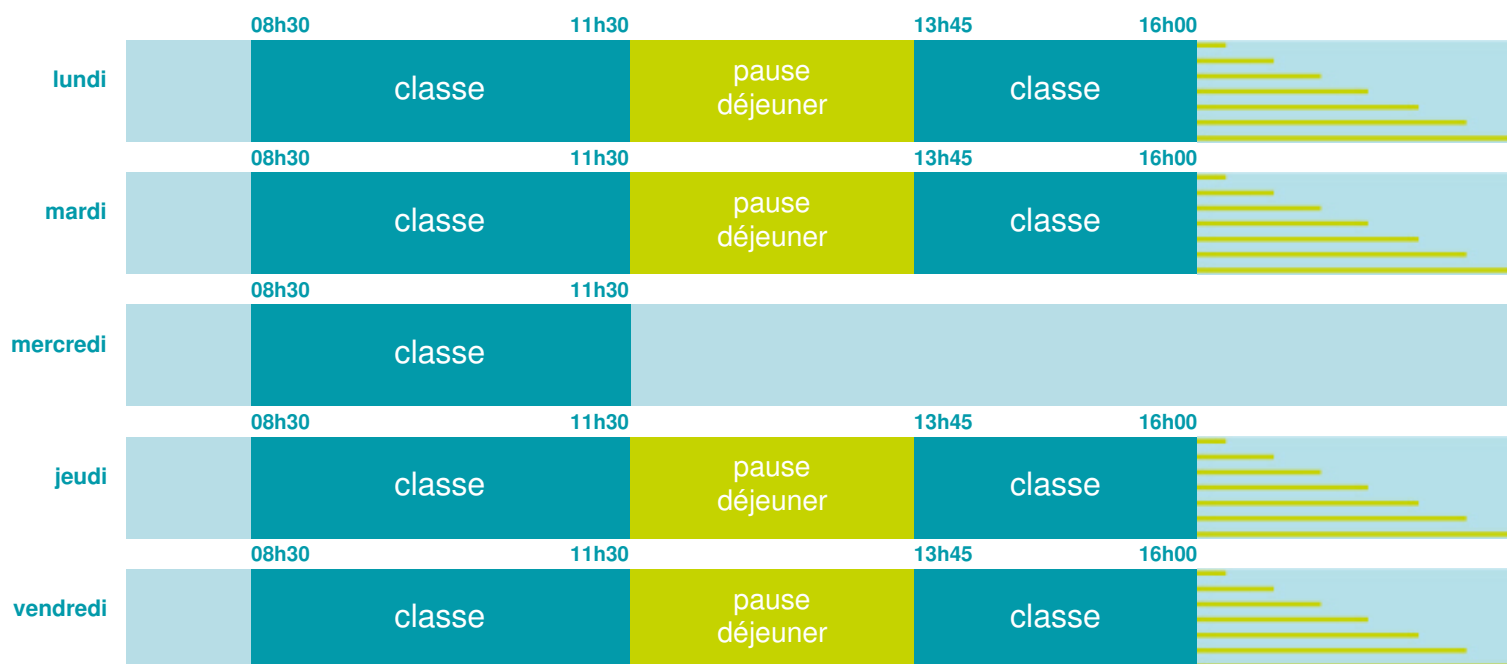 08h30 11h30 13h45 16h00
lundi classe pause déjeuner classe
08h30 11h30 13h45 16h00
mardi classe pause déjeuner classe
08h30 11h30
mercredi classe
08h30 11h30 13h45 16h00
jeudi classe pause déjeuner classe
08h30 11h30 13h45 16h00
vendredi classe pause déjeuner classe